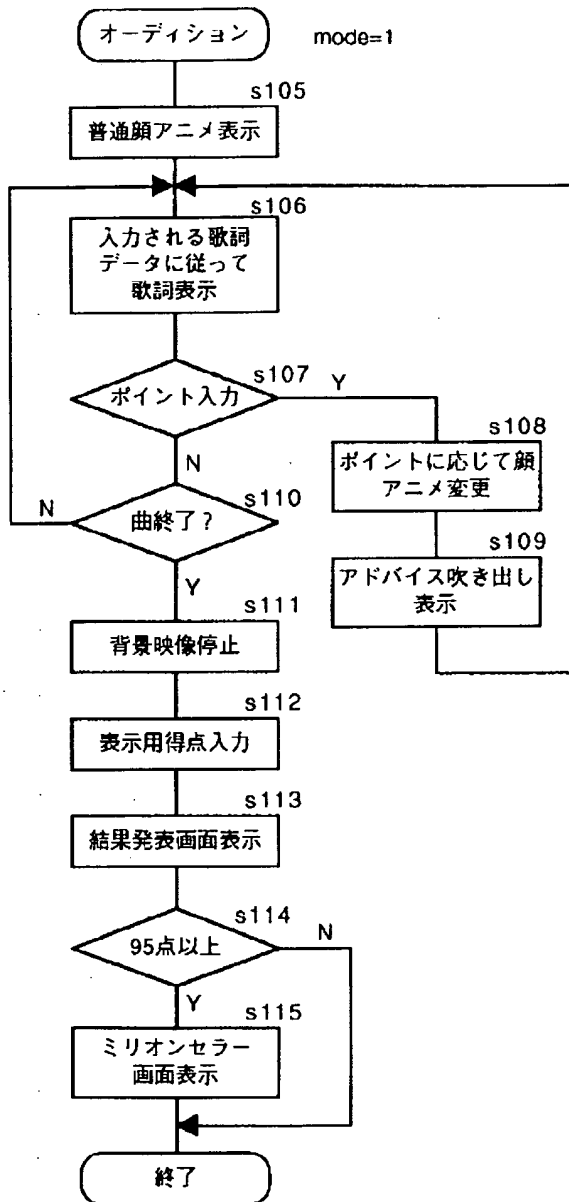 オーディション
mode=1
s105
普通顔アニメ表示
s106
入力される歌詞
データに従って
歌詞表示
s107
ポイント入力
Y
N
s108
ポイントに応じて顔
アニメ変更
s109
アドバイス吹き出し
表示
s110
曲終了?
N
Y
s111
背景映像停止
s112
表示用得点入力
s113
結果発表画面表示
s114
95点以上
N
Y
s115
ミリオンセラー
画面表示
終了